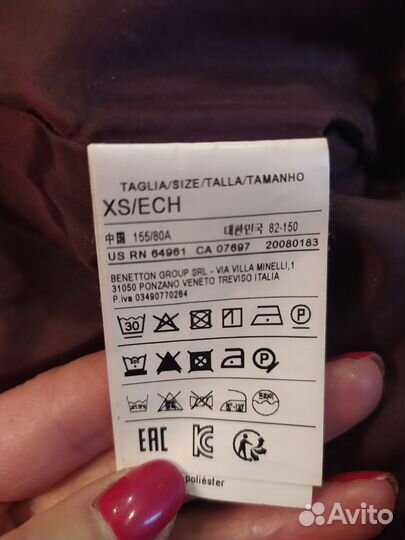 TAGLIA/SIZE/TALLA/TAMANHO
XS/ECH
中国 155/80A 대한민국 82-150
US RN 64961 CA 07697 20080183
BENETTON GROUP SRL - VIA VILLA MINELLI,1
31050 PONZANO VENETO TREVISO ITALIA
P.iva 03490770264
30 P
P
EAC
poliéster
Avito